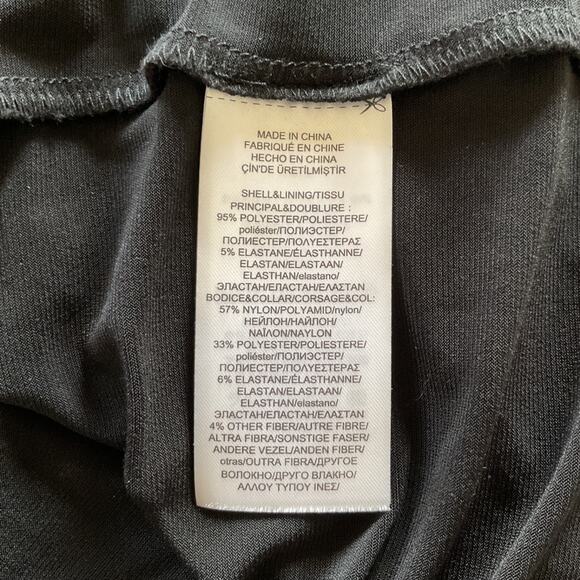 MADE IN CHINA
FABRIQUÉ EN CHINE
HECHO EN CHINA
ÇİN'DE ÜRETİLMİŞTİR
SHELL&LINING/TISSU
PRINCIPAL&DOUBLURE :
95% POLYESTER/POLIESTERE/
poliéster/ПОЛИЭСТЕР/
ПОЛИЕСТЕР/ΠΟΛΥΕΣΤΕΡΑΣ
5% ELASTANE/ÉLASTHANNE/
ELASTAN/ELASTAAN/
ELASTHAN/elastano/
ЭЛАСТАН/ЕЛАСТАН/ΕΛΑΣΤΑΝ
BODICE&COLLAR/CORSAGE&COL:
57% NYLON/POLYAMID/nylon/
НЕЙЛОН/НАЙЛОН/
NAÏLON/NAYLON
33% POLYESTER/POLIESTERE/
poliéster/ПОЛИЭСТЕР/
ПОЛИЕСТЕР/ΠΟΛΥΕΣΤΕΡΑΣ
6% ELASTANE/ÉLASTHANNE/
ELASTAN/ELASTAAN/
ELASTHAN/elastano/
ЭЛАСТАН/ЕЛАСТАН/ΕΛΑΣΤΑΝ
4% OTHER FIBER/AUTRE FIBRE/
ALTRA FIBRA/SONSTIGE FASER/
ANDERE VEZEL/ANDEN FIBER/
otras/OUTRA FIBRA/ДРУГОЕ
ВОЛОКНО/ДРУГО ВЛАКНО/
ΑΛΛΟΥ ΤΥΠΟΥ ΙΝΕΣ/